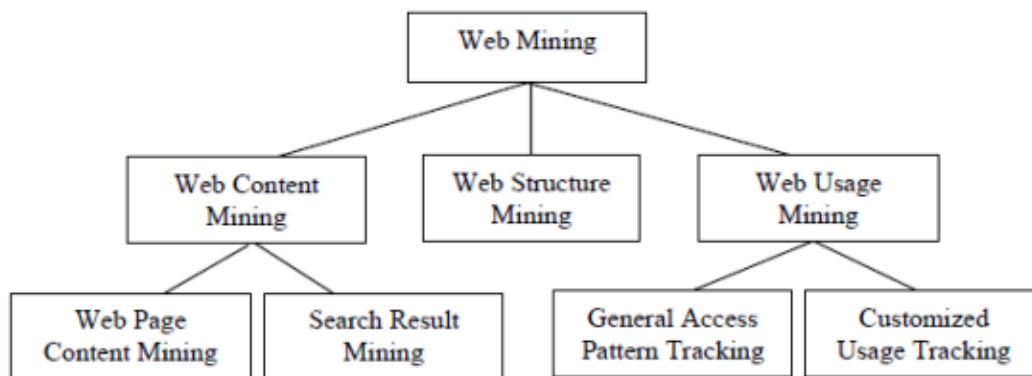 Web Mining
Web Content
Mining
Web Structure
Mining
Web Usage
Mining
Web Page
Content Mining
Search Result
Mining
General Access
Pattern Tracking
Customized
Usage Tracking